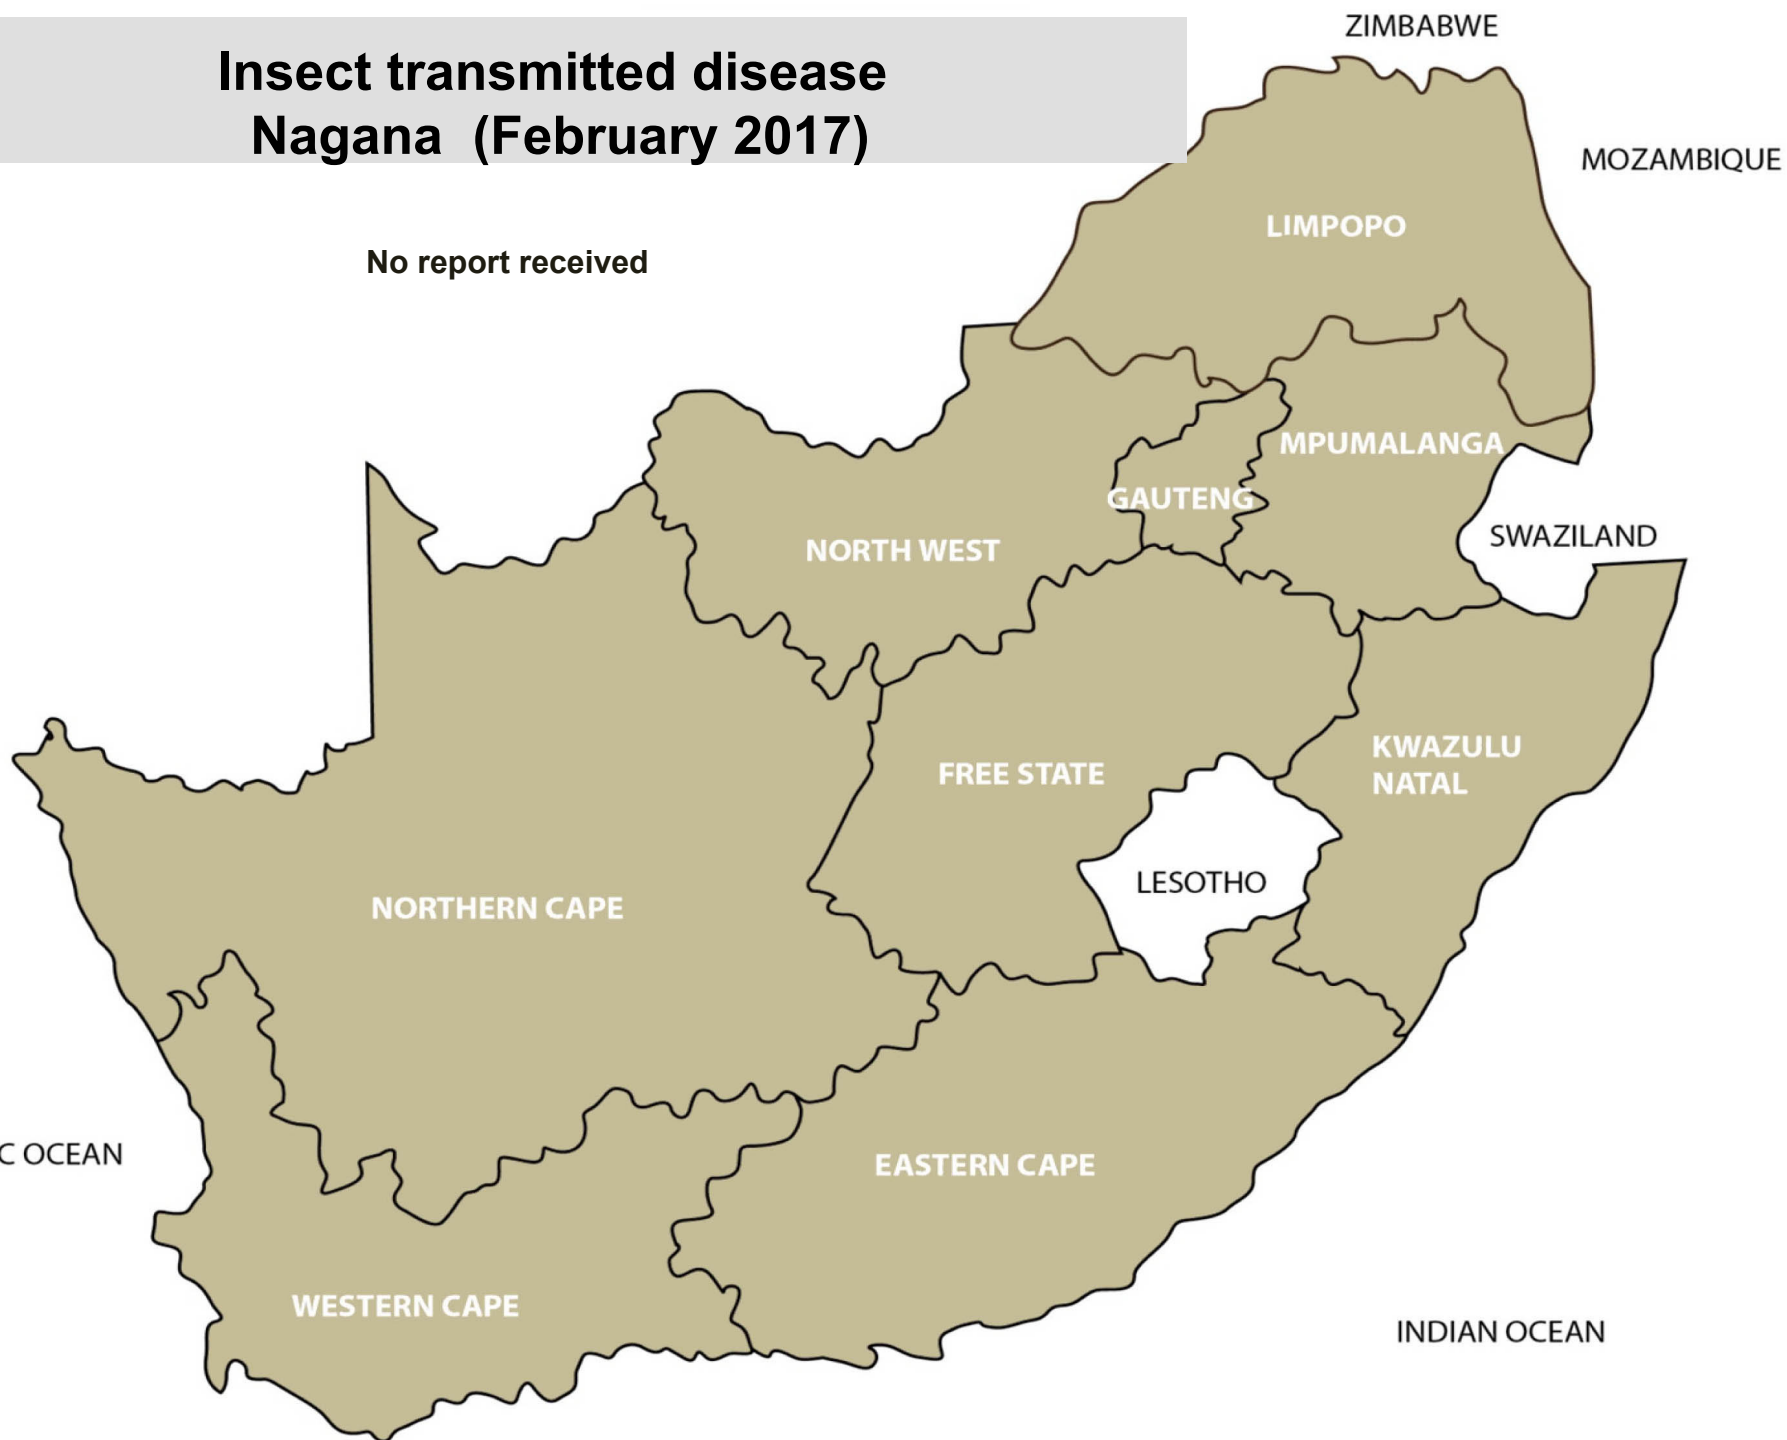 Insect transmitted disease
Nagana (February 2017)
ZIMBABWE
MOZAMBIQUE
LIMPOPO
No report received
MPUMALANGA
GAUTENG
SWAZILAND
NORTH WEST
KWAZULU
NATAL
FREE STATE
LESOTHO
NORTHERN CAPE
C OCEAN
EASTERN CAPE
WESTERN CAPE
INDIAN OCEAN